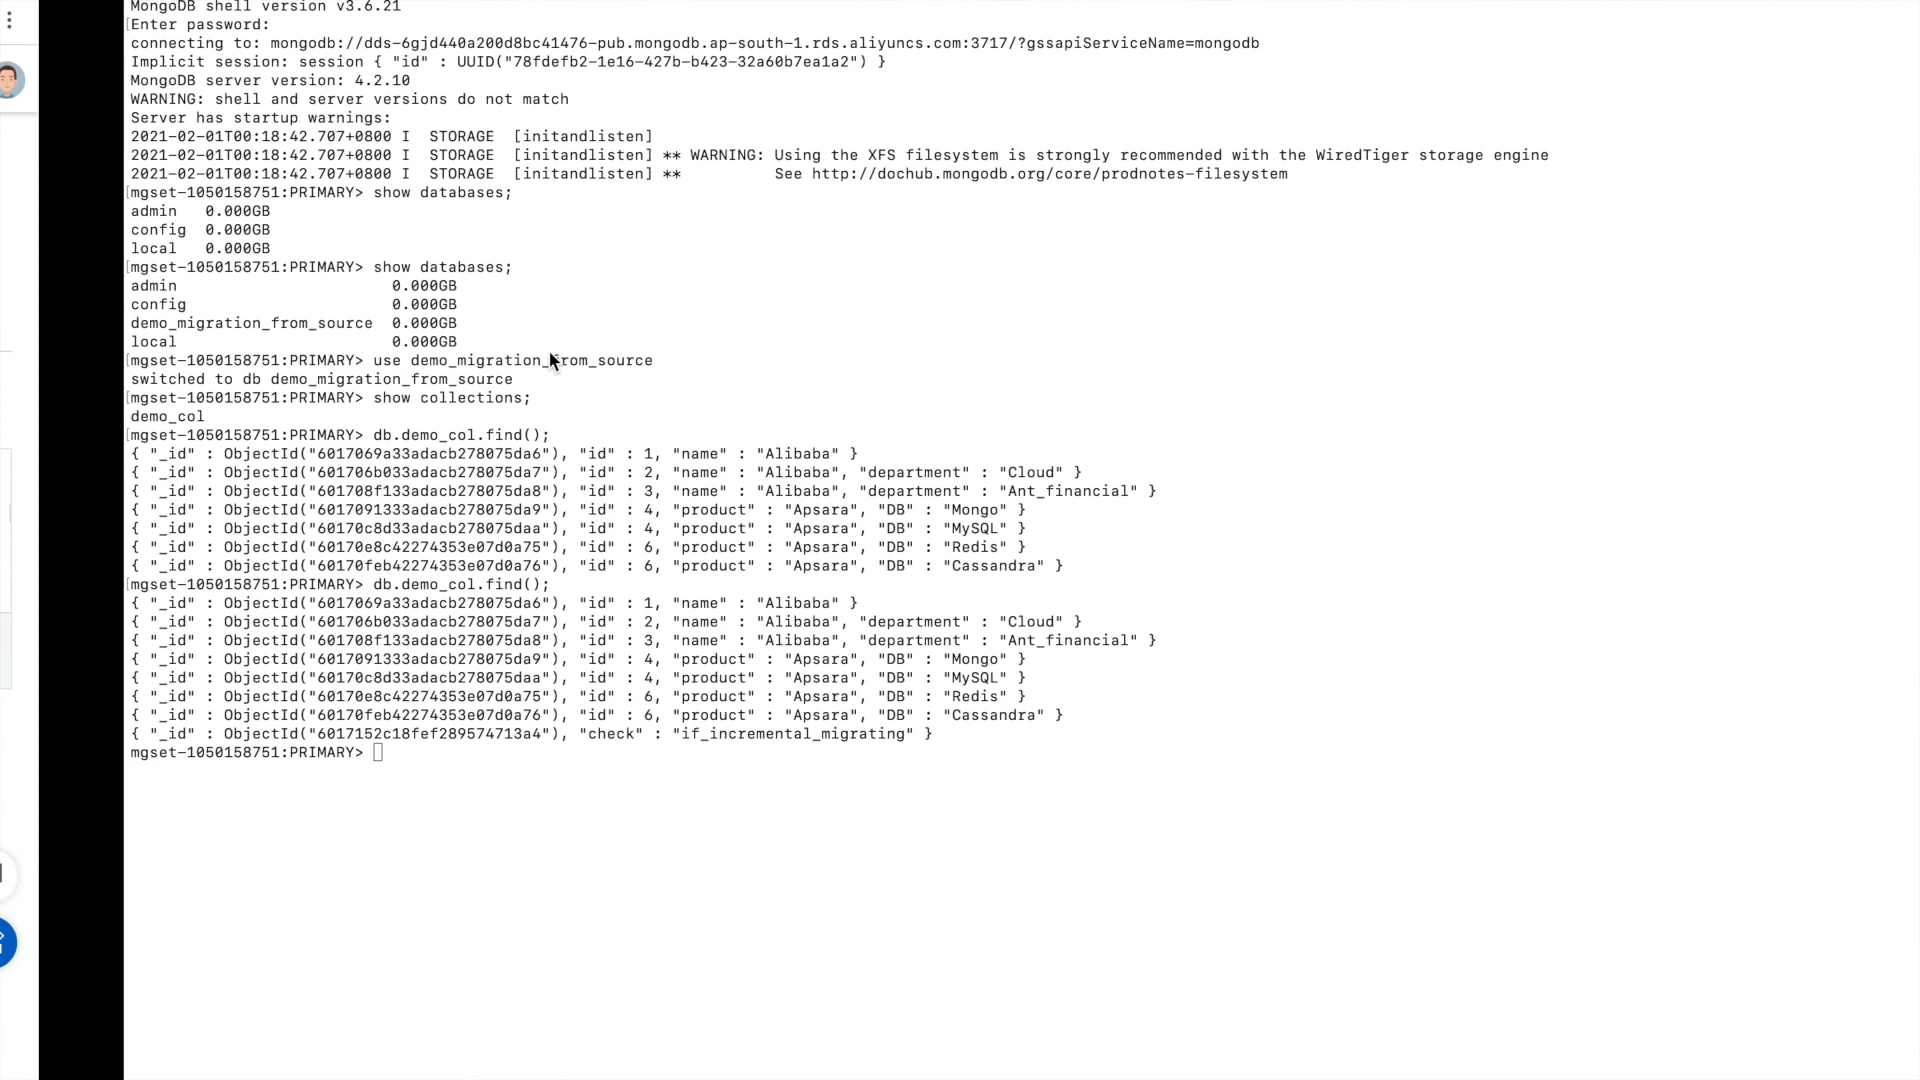 MongoDB shell version v3.6.21
[Enter password:
connecting to: mongodb://dds-6gjd440a200d8bc41476-pub.mongodb.ap-south-1.rds.aliyuncs.com:3717/?gssapiServiceName=mongodb
Implicit session: session { "id" : UUID("78fdefb2-1e16-427b-b423-32a60b7ea1a2") }
MongoDB server version: 4.2.10
WARNING: shell and server versions do not match
Server has startup warnings:
2021-02-01T00:18:42.707+0800 I  STORAGE  [initandlisten]
2021-02-01T00:18:42.707+0800 I  STORAGE  [initandlisten] ** WARNING: Using the XFS filesystem is strongly recommended with the WiredTiger storage engine
2021-02-01T00:18:42.707+0800 I  STORAGE  [initandlisten] **          See http://dochub.mongodb.org/core/prodnotes-filesystem
[mgset-1050158751:PRIMARY> show databases;
admin   0.000GB
config  0.000GB
local   0.000GB
[mgset-1050158751:PRIMARY> show databases;
admin                       0.000GB
config                      0.000GB
demo_migration_from_source  0.000GB
local                       0.000GB
[mgset-1050158751:PRIMARY> use demo_migration_from_source
switched to db demo_migration_from_source
[mgset-1050158751:PRIMARY> show collections;
demo_col
[mgset-1050158751:PRIMARY> db.demo_col.find();
{ "_id" : ObjectId("6017069a33adacb278075da6"), "id" : 1, "name" : "Alibaba" }
{ "_id" : ObjectId("601706b033adacb278075da7"), "id" : 2, "name" : "Alibaba", "department" : "Cloud" }
{ "_id" : ObjectId("601708f133adacb278075da8"), "id" : 3, "name" : "Alibaba", "department" : "Ant_financial" }
{ "_id" : ObjectId("6017091333adacb278075da9"), "id" : 4, "product" : "Apsara", "DB" : "Mongo" }
{ "_id" : ObjectId("60170c8d33adacb278075daa"), "id" : 4, "product" : "Apsara", "DB" : "MySQL" }
{ "_id" : ObjectId("60170e8c42274353e07d0a75"), "id" : 6, "product" : "Apsara", "DB" : "Redis" }
{ "_id" : ObjectId("60170feb42274353e07d0a76"), "id" : 6, "product" : "Apsara", "DB" : "Cassandra" }
[mgset-1050158751:PRIMARY> db.demo_col.find();
{ "_id" : ObjectId("6017069a33adacb278075da6"), "id" : 1, "name" : "Alibaba" }
{ "_id" : ObjectId("601706b033adacb278075da7"), "id" : 2, "name" : "Alibaba", "department" : "Cloud" }
{ "_id" : ObjectId("601708f133adacb278075da8"), "id" : 3, "name" : "Alibaba", "department" : "Ant_financial" }
{ "_id" : ObjectId("6017091333adacb278075da9"), "id" : 4, "product" : "Apsara", "DB" : "Mongo" }
{ "_id" : ObjectId("60170c8d33adacb278075daa"), "id" : 4, "product" : "Apsara", "DB" : "MySQL" }
{ "_id" : ObjectId("60170e8c42274353e07d0a75"), "id" : 6, "product" : "Apsara", "DB" : "Redis" }
{ "_id" : ObjectId("60170feb42274353e07d0a76"), "id" : 6, "product" : "Apsara", "DB" : "Cassandra" }
{ "_id" : ObjectId("6017152c18fef289574713a4"), "check" : "if_incremental_migrating" }
mgset-1050158751:PRIMARY>